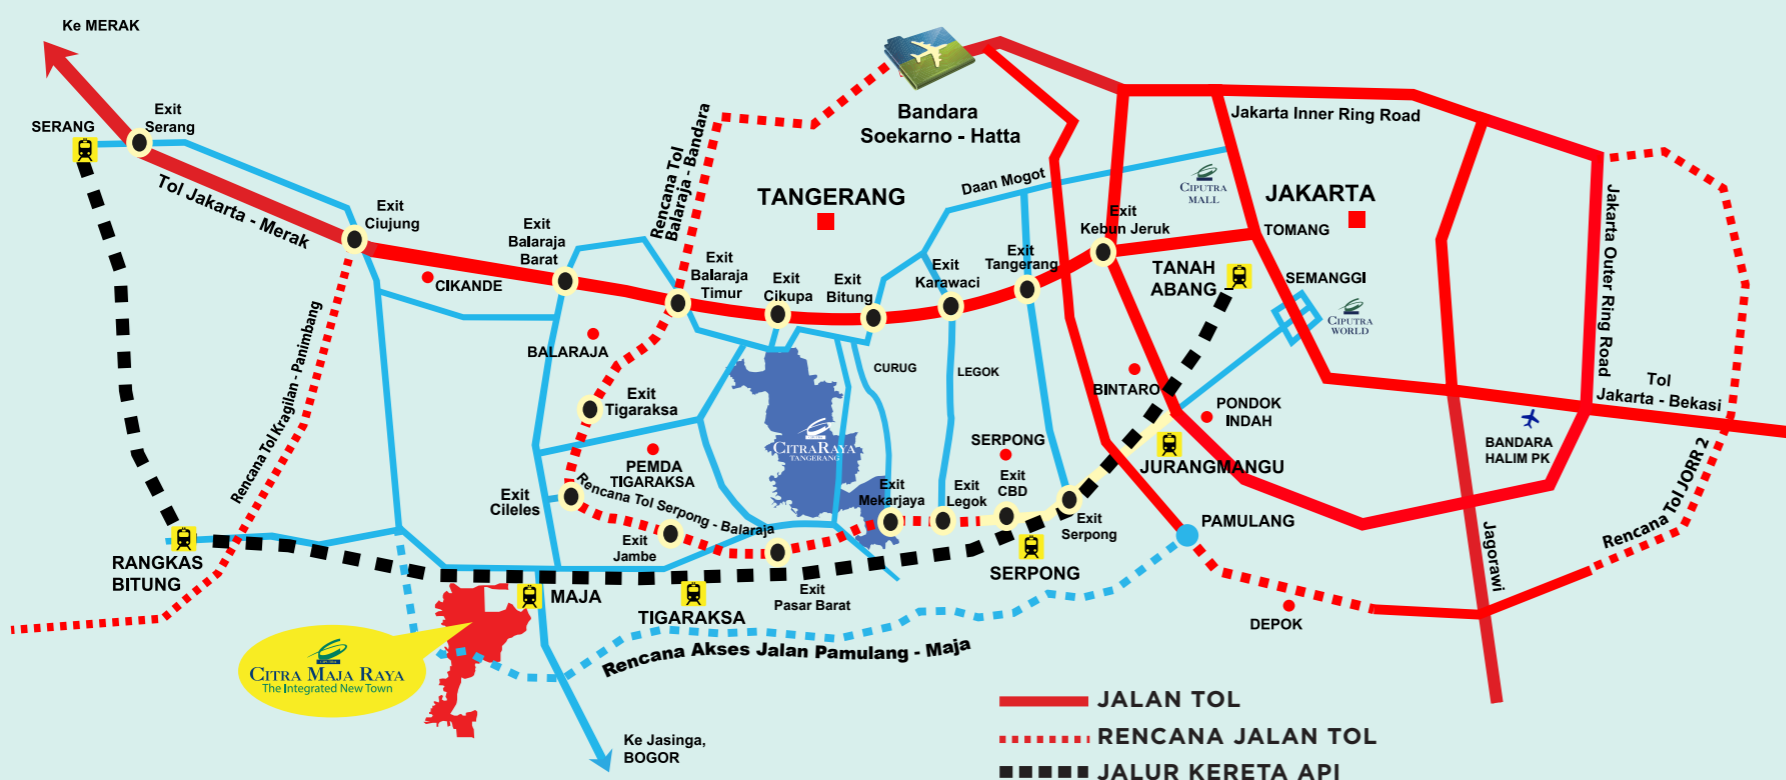 Ke MERAK
SERANG
Exit
Serang
Tol Jakarta - Merak
Exit
Ciujung
CIKANDE
Exit
Balaraja
Barat
Rencana Tol
Balaraja - Bandara
Exit
Balaraja
Timur
Exit
Cikupa
Exit
Bitung
Exit
Karawaci
Exit
Tangerang
Exit
Kebun Jeruk
Bandara
Soekarno - Hatta
TANGERANG
Daan Mogot
CIPUTRA
MALL
JAKARTA
TOMANG
Jakarta Inner Ring Road
Jakarta Outer Ring Road
TANAH
ABANG
SEMANGGI
CIPUTRA
WORLD
Tol
Jakarta - Bekasi
BANDARA
HALIM PK
Rencana Tol JORR 2
Jagorawi
BINTARO
PONDOK
INDAH
JURANGMANGU
BALARAJA
Exit
Tigaraksa
PEMDA
TIGARAKSA
CITRARAYA
TANGERANG
CURUG
LEGOK
SERPONG
Rencana Tol Kragilan - Panimbang
Exit
Cileles
Rencana Tol Serpong - Balaraja
Exit
Jambe
Exit
Pasar Barat
Exit
Mekarjaya
Exit
Legok
Exit
CBD
Exit
Serpong
PAMULANG
SERPONG
DEPOK
RANGKAS
BITUNG
MAJA
TIGARAKSA
Rencana Akses Jalan Pamulang - Maja
CIPUTRA
CITRA MAJA RAYA
The Integrated New Town
Ke Jasinga,
BOGOR
JALAN TOL
RENCANA JALAN TOL
JALUR KERETA API